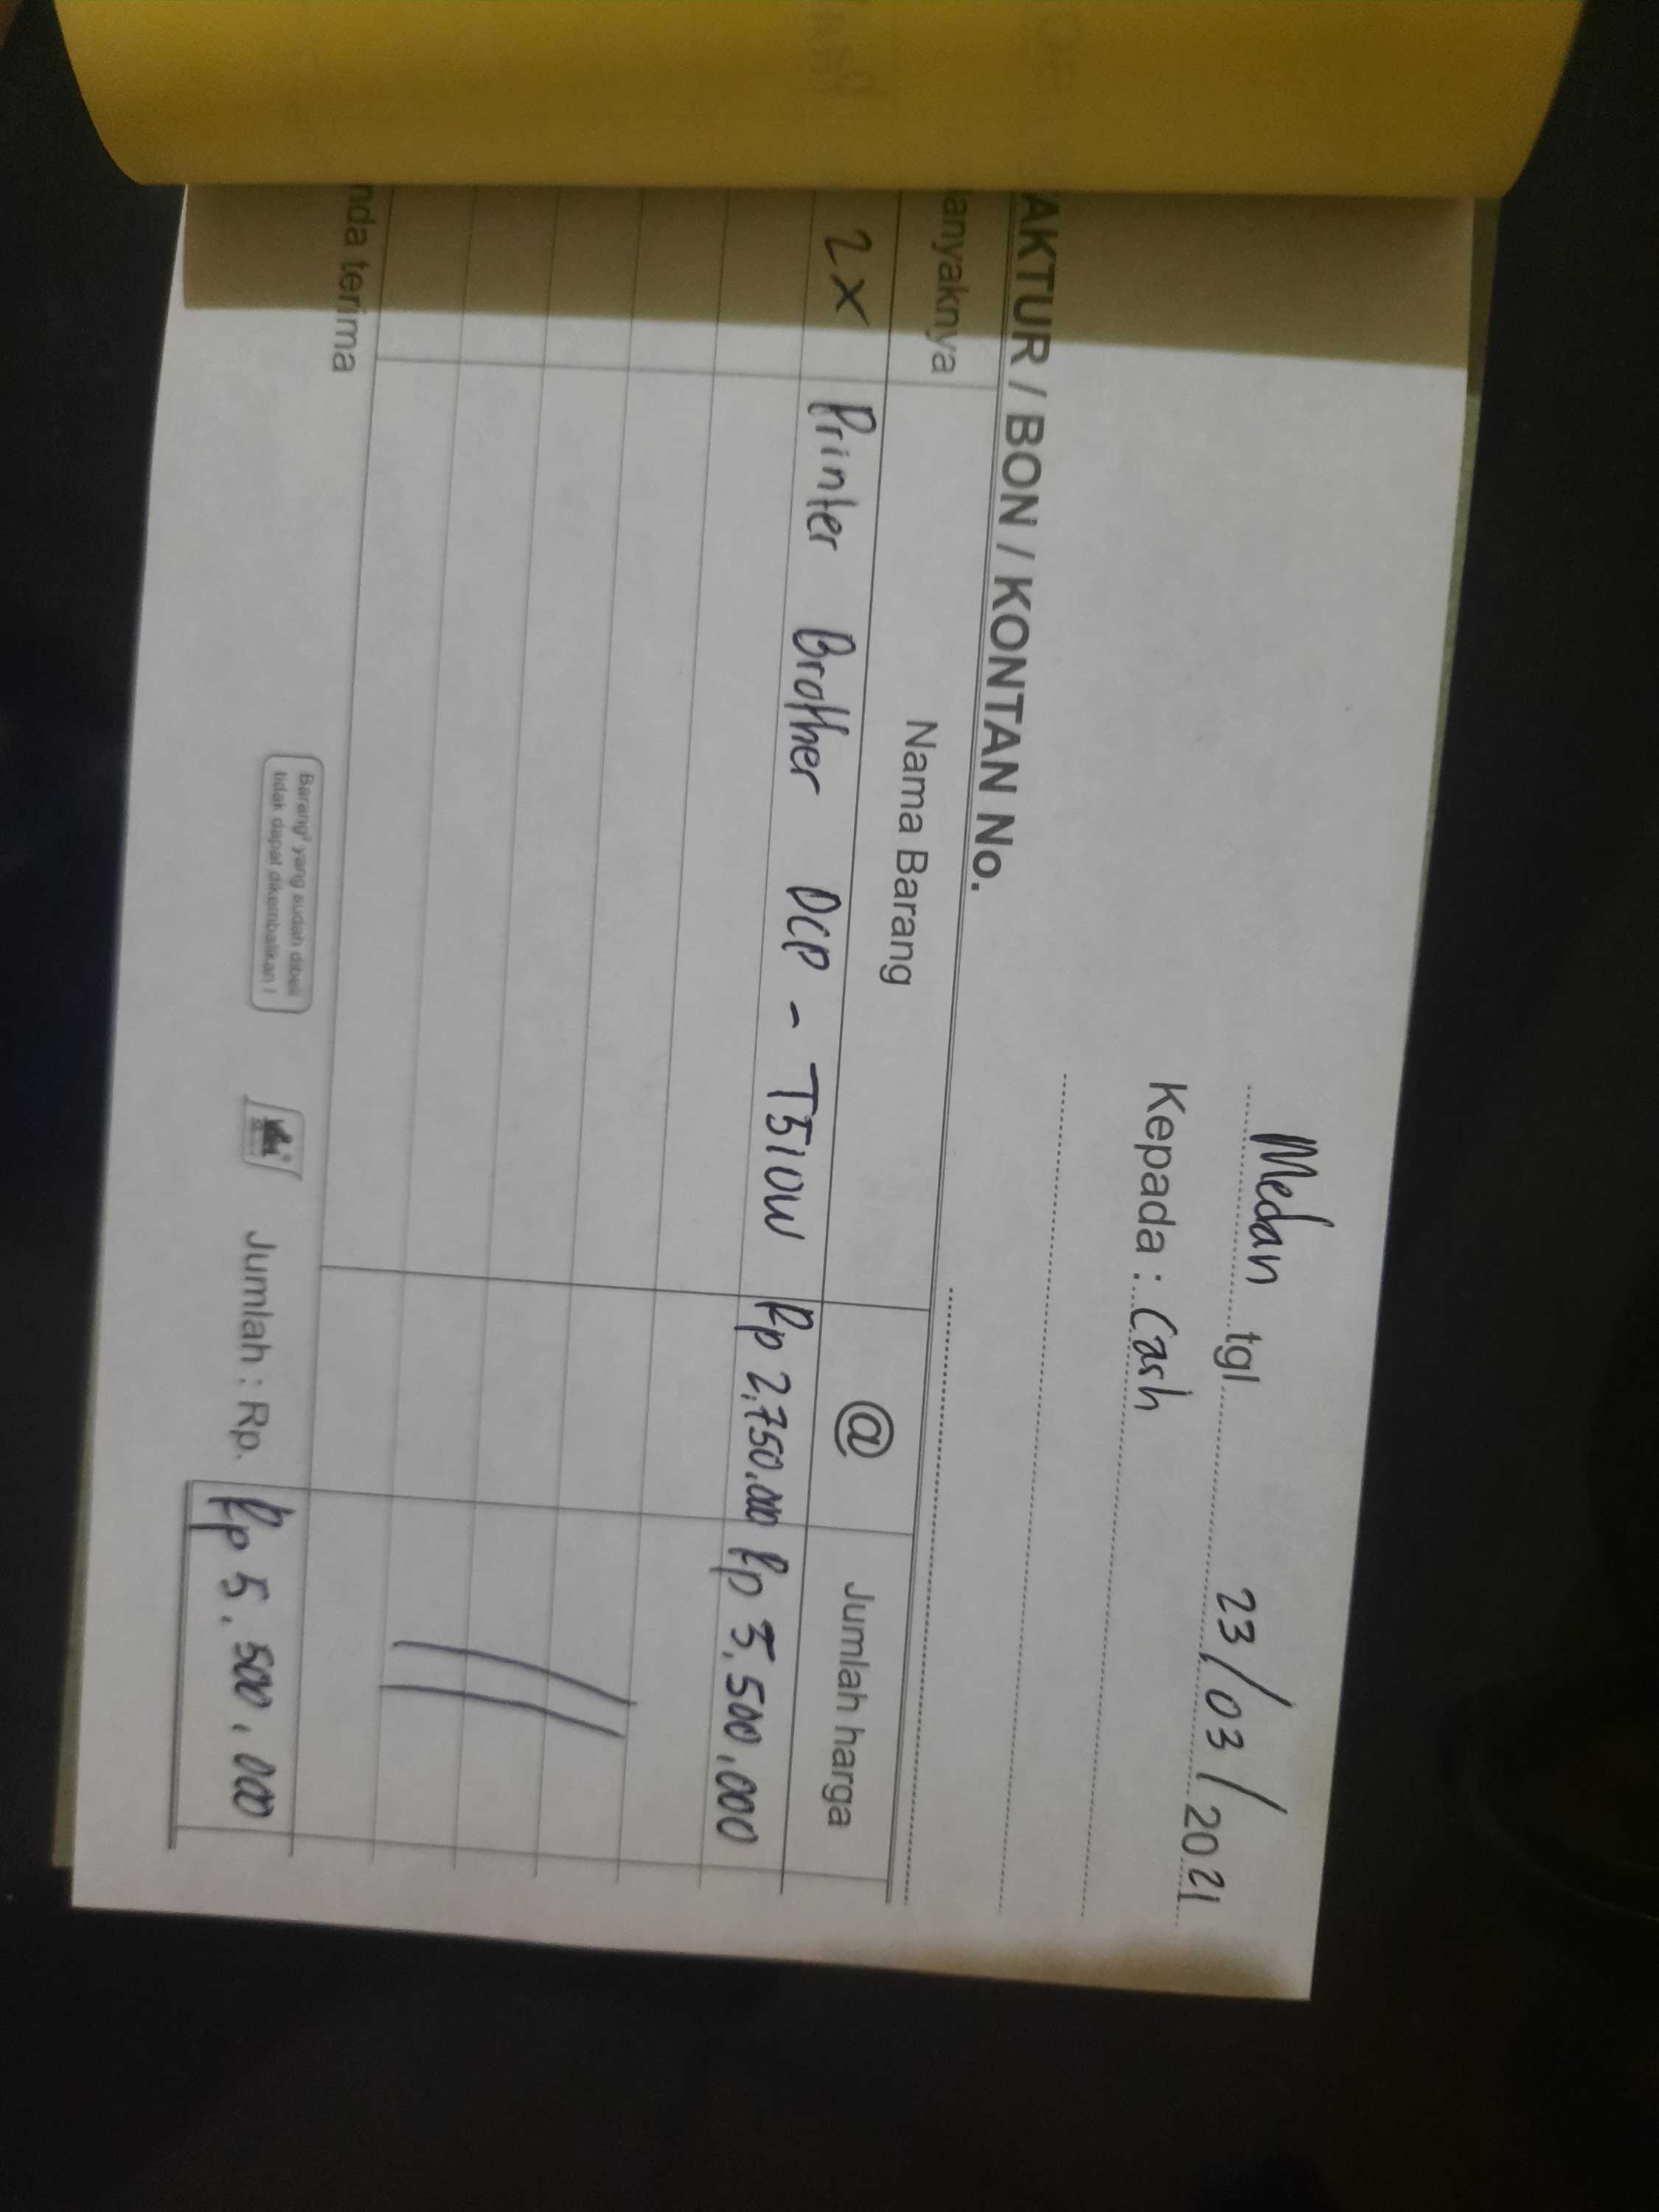 Medan tgl 23/03/2021
Kepada : Cash
AKTUR / BON / KONTAN No.
anyaknya Nama Barang @ Jumlah harga
2x Printer Brother DCP - T510W Rp 2,750.000 Rp 5,500,000
nda terima
Barang² yang sudah dibeli
tidak dapat dikembalikan !
Jumlah : Rp. Rp 5.500,000